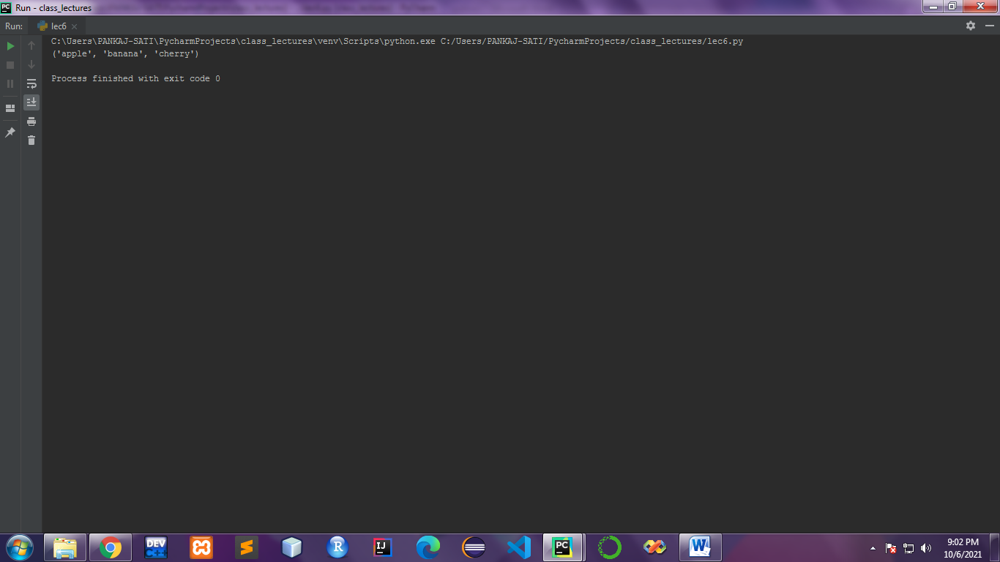 PC Run - class_lectures
Run: lec6
C:\Users\PANKAJ-SATI\PycharmProjects\class_lectures\venv\Scripts\python.exe C:/Users/PANKAJ-SATI/PycharmProjects/class_lectures/lec6.py
('apple', 'banana', 'cherry')
Process finished with exit code 0
DEV C++ R IJ PC W
9:02 PM
10/6/2021